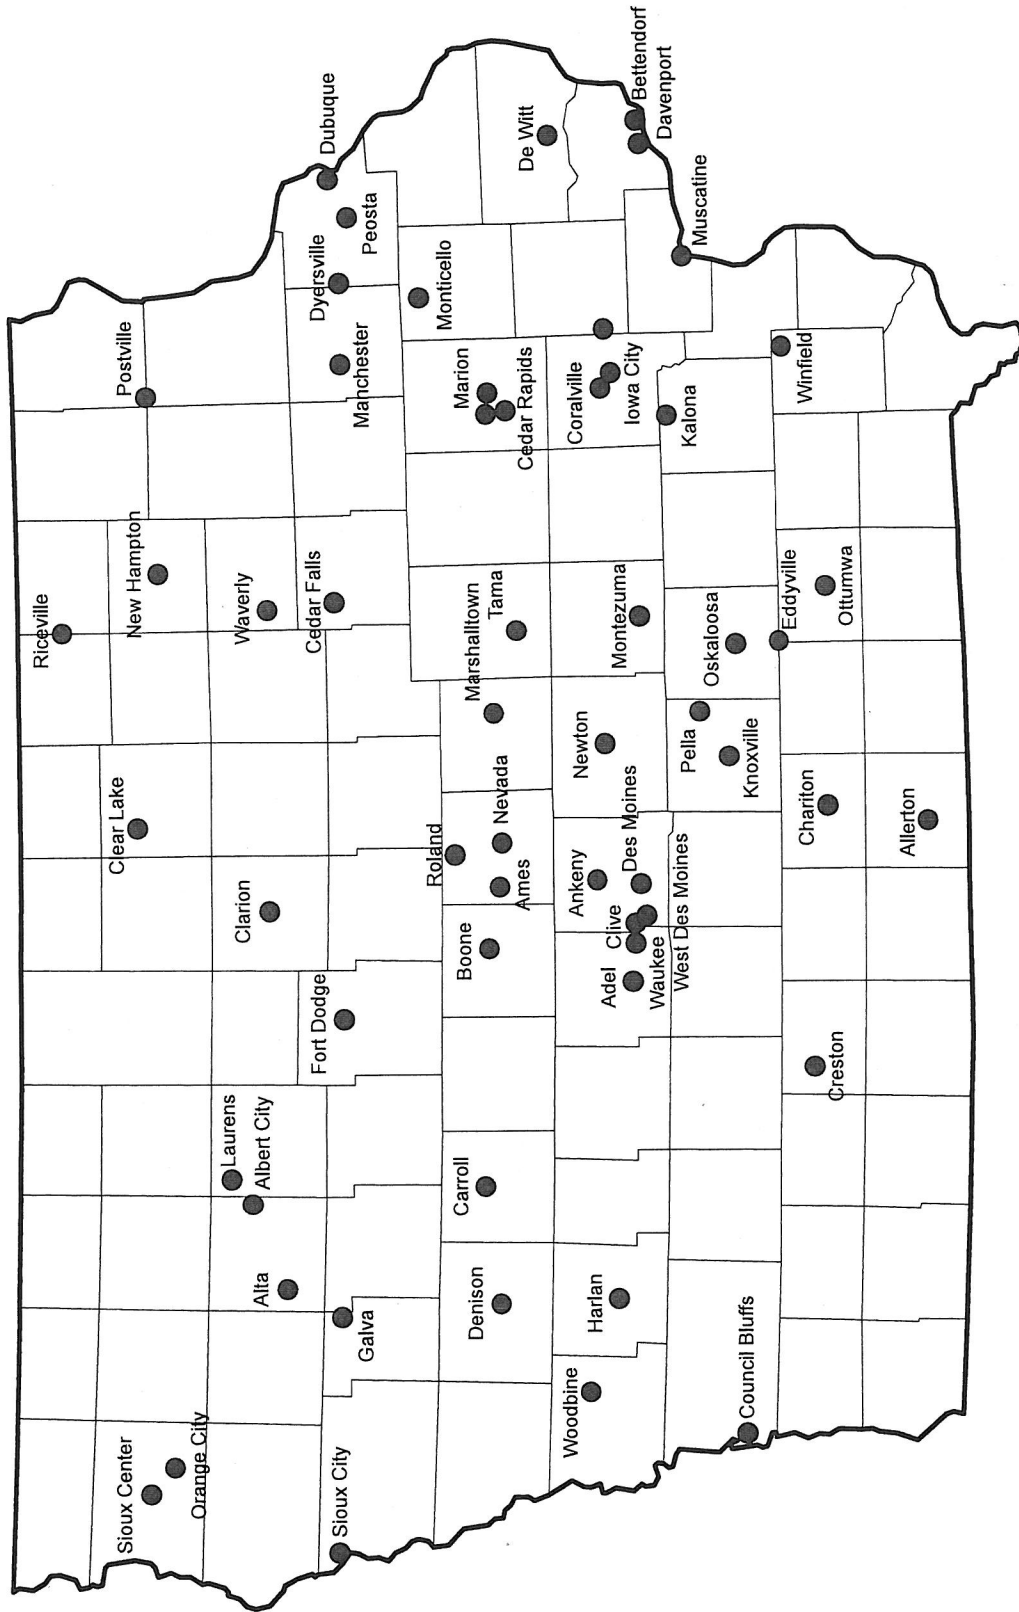 Riceville
Postville
New Hampton
Clear Lake
Sioux Center
Orange City
Waverly
Clarion
Laurens
Albert City
Alta
Dubuque
Peosta
Dyersville
Manchester
Cedar Falls
Fort Dodge
Galva
Sioux City
Monticello
Marion
Cedar Rapids
Marshalltown
Tama
Roland
Nevada
Ames
Boone
Carroll
Denison
De Witt
Bettendorf
Davenport
Coralville
Iowa City
Montezuma
Newton
Ankeny
Des Moines
Clive
West Des Moines
Waukee
Adel
Harlan
Woodbine
Muscatine
Kalona
Oskaloosa
Pella
Knoxville
Council Bluffs
Winfield
Eddyville
Ottumwa
Chariton
Allerton
Creston